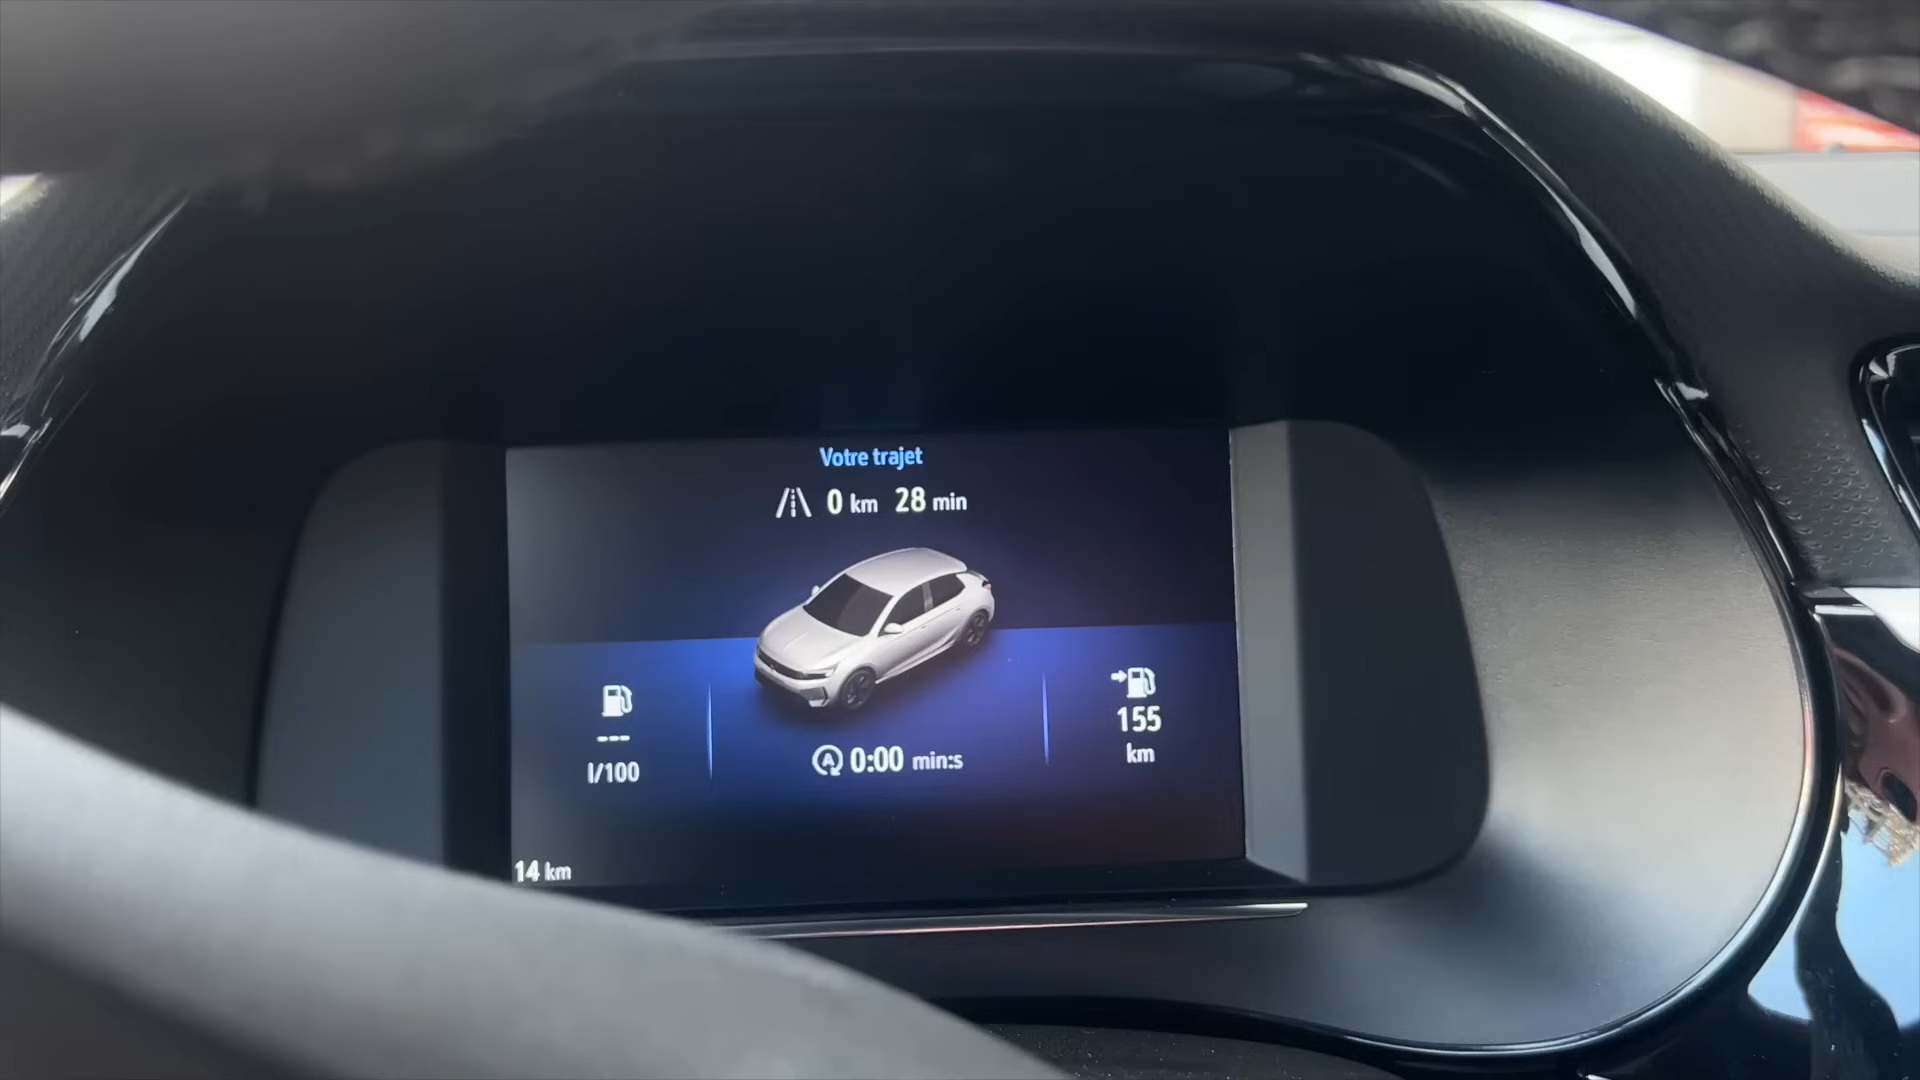 Votre trajet
0 km 28 min
---
l/100
A 0:00 min:s
155
km
14 km